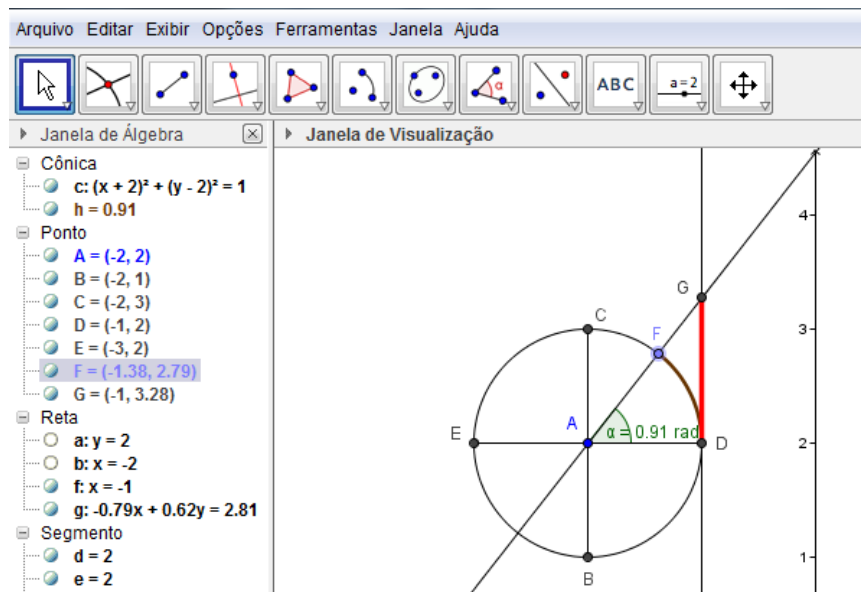 Arquivo Editar Exibir Opções Ferramentas Janela Ajuda
α ABC a=2
Janela de Álgebra
Janela de Visualização
Cônica
c: (x + 2)² + (y - 2)² = 1
h = 0.91
Ponto
A = (-2, 2)
B = (-2, 1)
C = (-2, 3)
D = (-1, 2)
E = (-3, 2)
F = (-1.38, 2.79)
G = (-1, 3.28)
Reta
a: y = 2
b: x = -2
f: x = -1
g: -0.79x + 0.62y = 2.81
Segmento
d = 2
e = 2
4
G
C
F
3
A
α = 0.91 rad
E
D
2
1
B